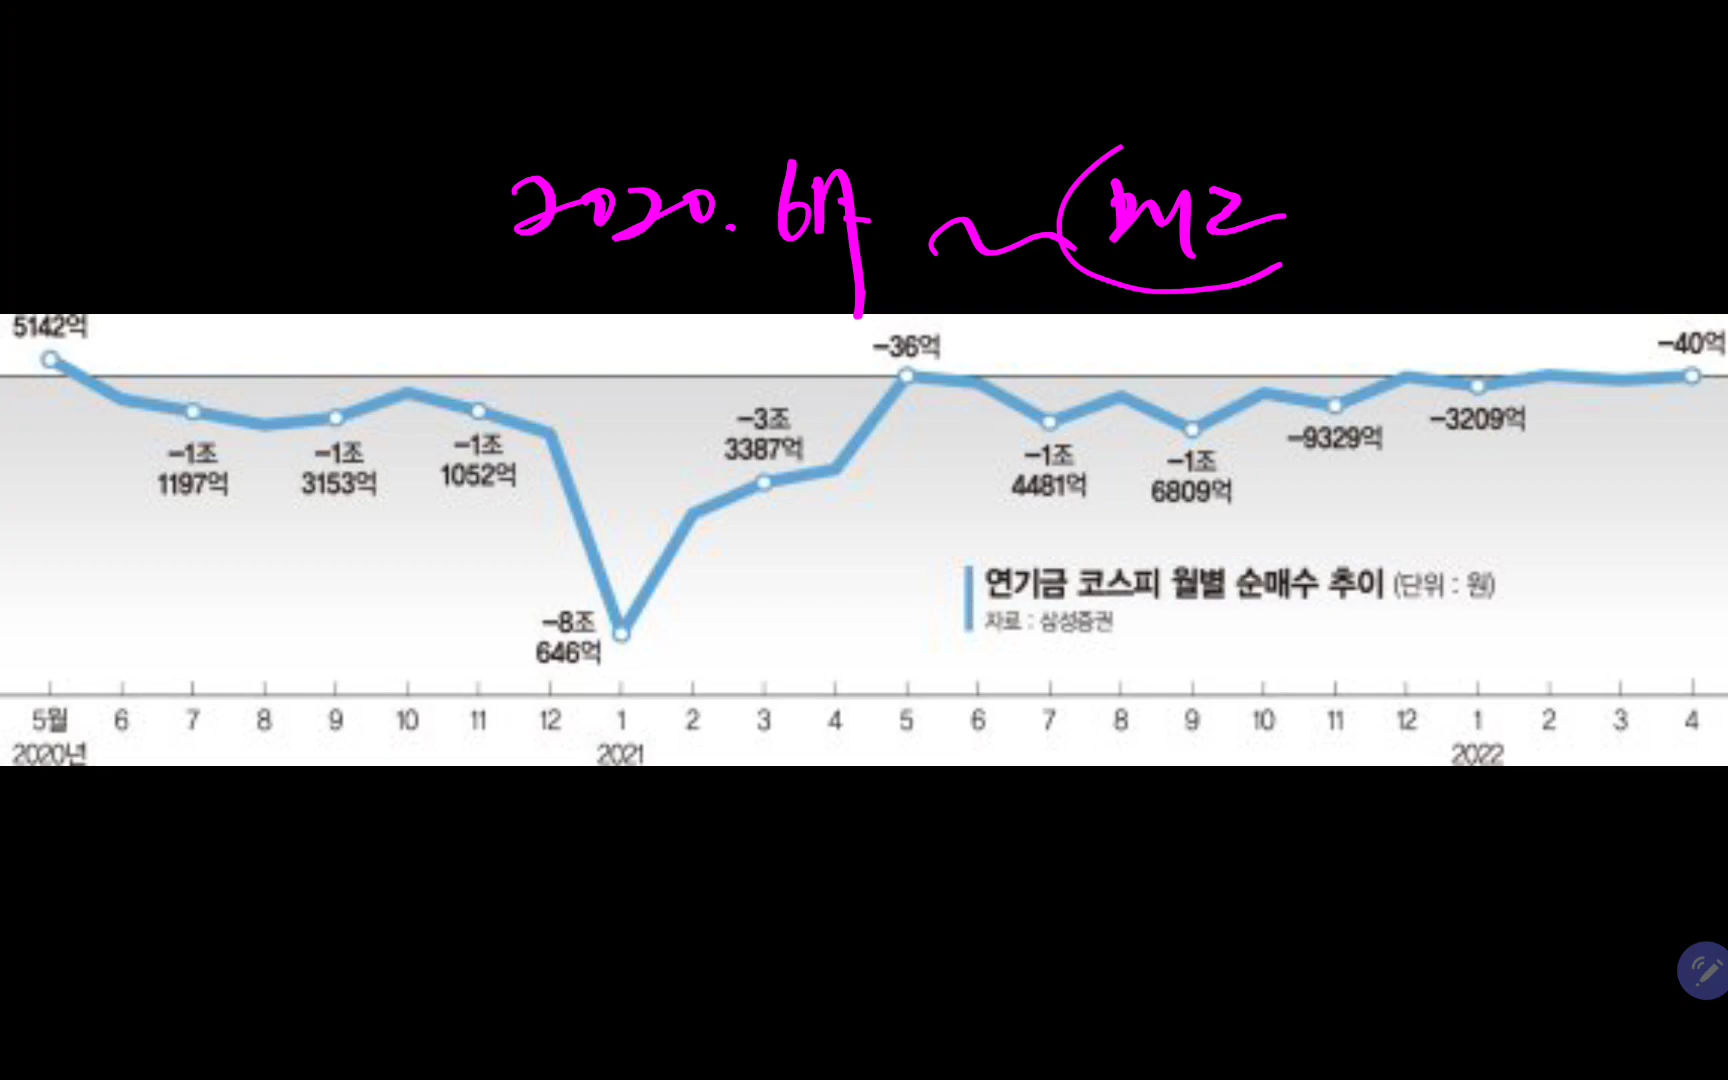 2020. 6월 ~
5142억
-36억
-40억
-3조
3387억
-1조
1197억
-1조
3153억
-1조
1052억
-1조
4481억
-1조
6809억
-9329억
-3209억
-8조
646억
연기금 코스피 월별 순매수 추이 (단위 : 원)
자료 : 삼성증권
5월 6 7 8 9 10 11 12 1 2 3 4 5 6 7 8 9 10 11 12 1 2 3 4
2020년 2021 2022